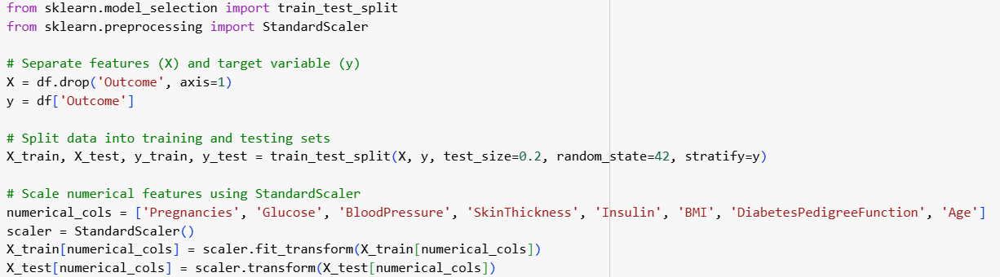 from sklearn.model_selection import train_test_split
from sklearn.preprocessing import StandardScaler
# Separate features (X) and target variable (y)
X = df.drop('Outcome', axis=1)
y = df['Outcome']
# Split data into training and testing sets
X_train, X_test, y_train, y_test = train_test_split(X, y, test_size=0.2, random_state=42, stratify=y)
# Scale numerical features using StandardScaler
numerical_cols = ['Pregnancies', 'Glucose', 'BloodPressure', 'SkinThickness', 'Insulin', 'BMI', 'DiabetesPedigreeFunction', 'Age']
scaler = StandardScaler()
X_train[numerical_cols] = scaler.fit_transform(X_train[numerical_cols])
X_test[numerical_cols] = scaler.transform(X_test[numerical_cols])